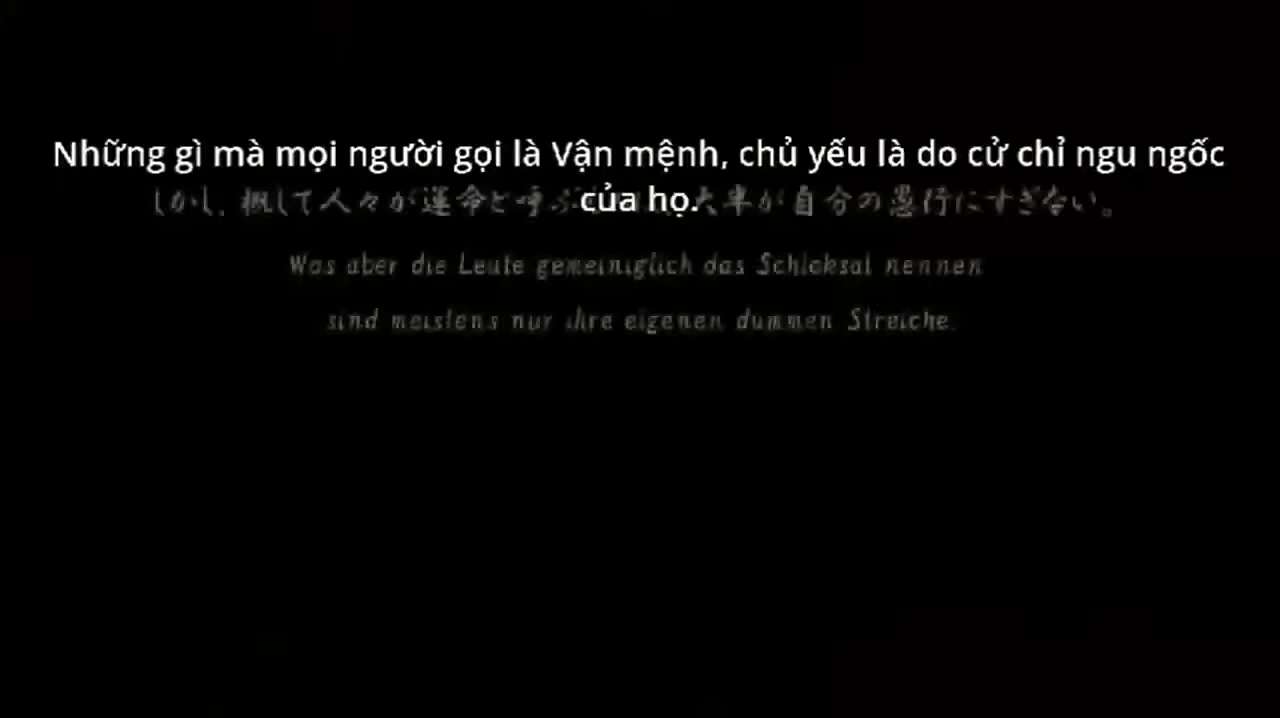 Những gì mà mọi người gọi là Vận mệnh, chủ yếu là do cử chỉ ngu ngốc
của họ.
しかし、概して人々が運命と呼ぶ 大半が自分の愚行にすぎない。
Was aber die Leute gemeiniglich das Schicksal nennen
sind meistens nur ihre eigenen dummen Streiche.